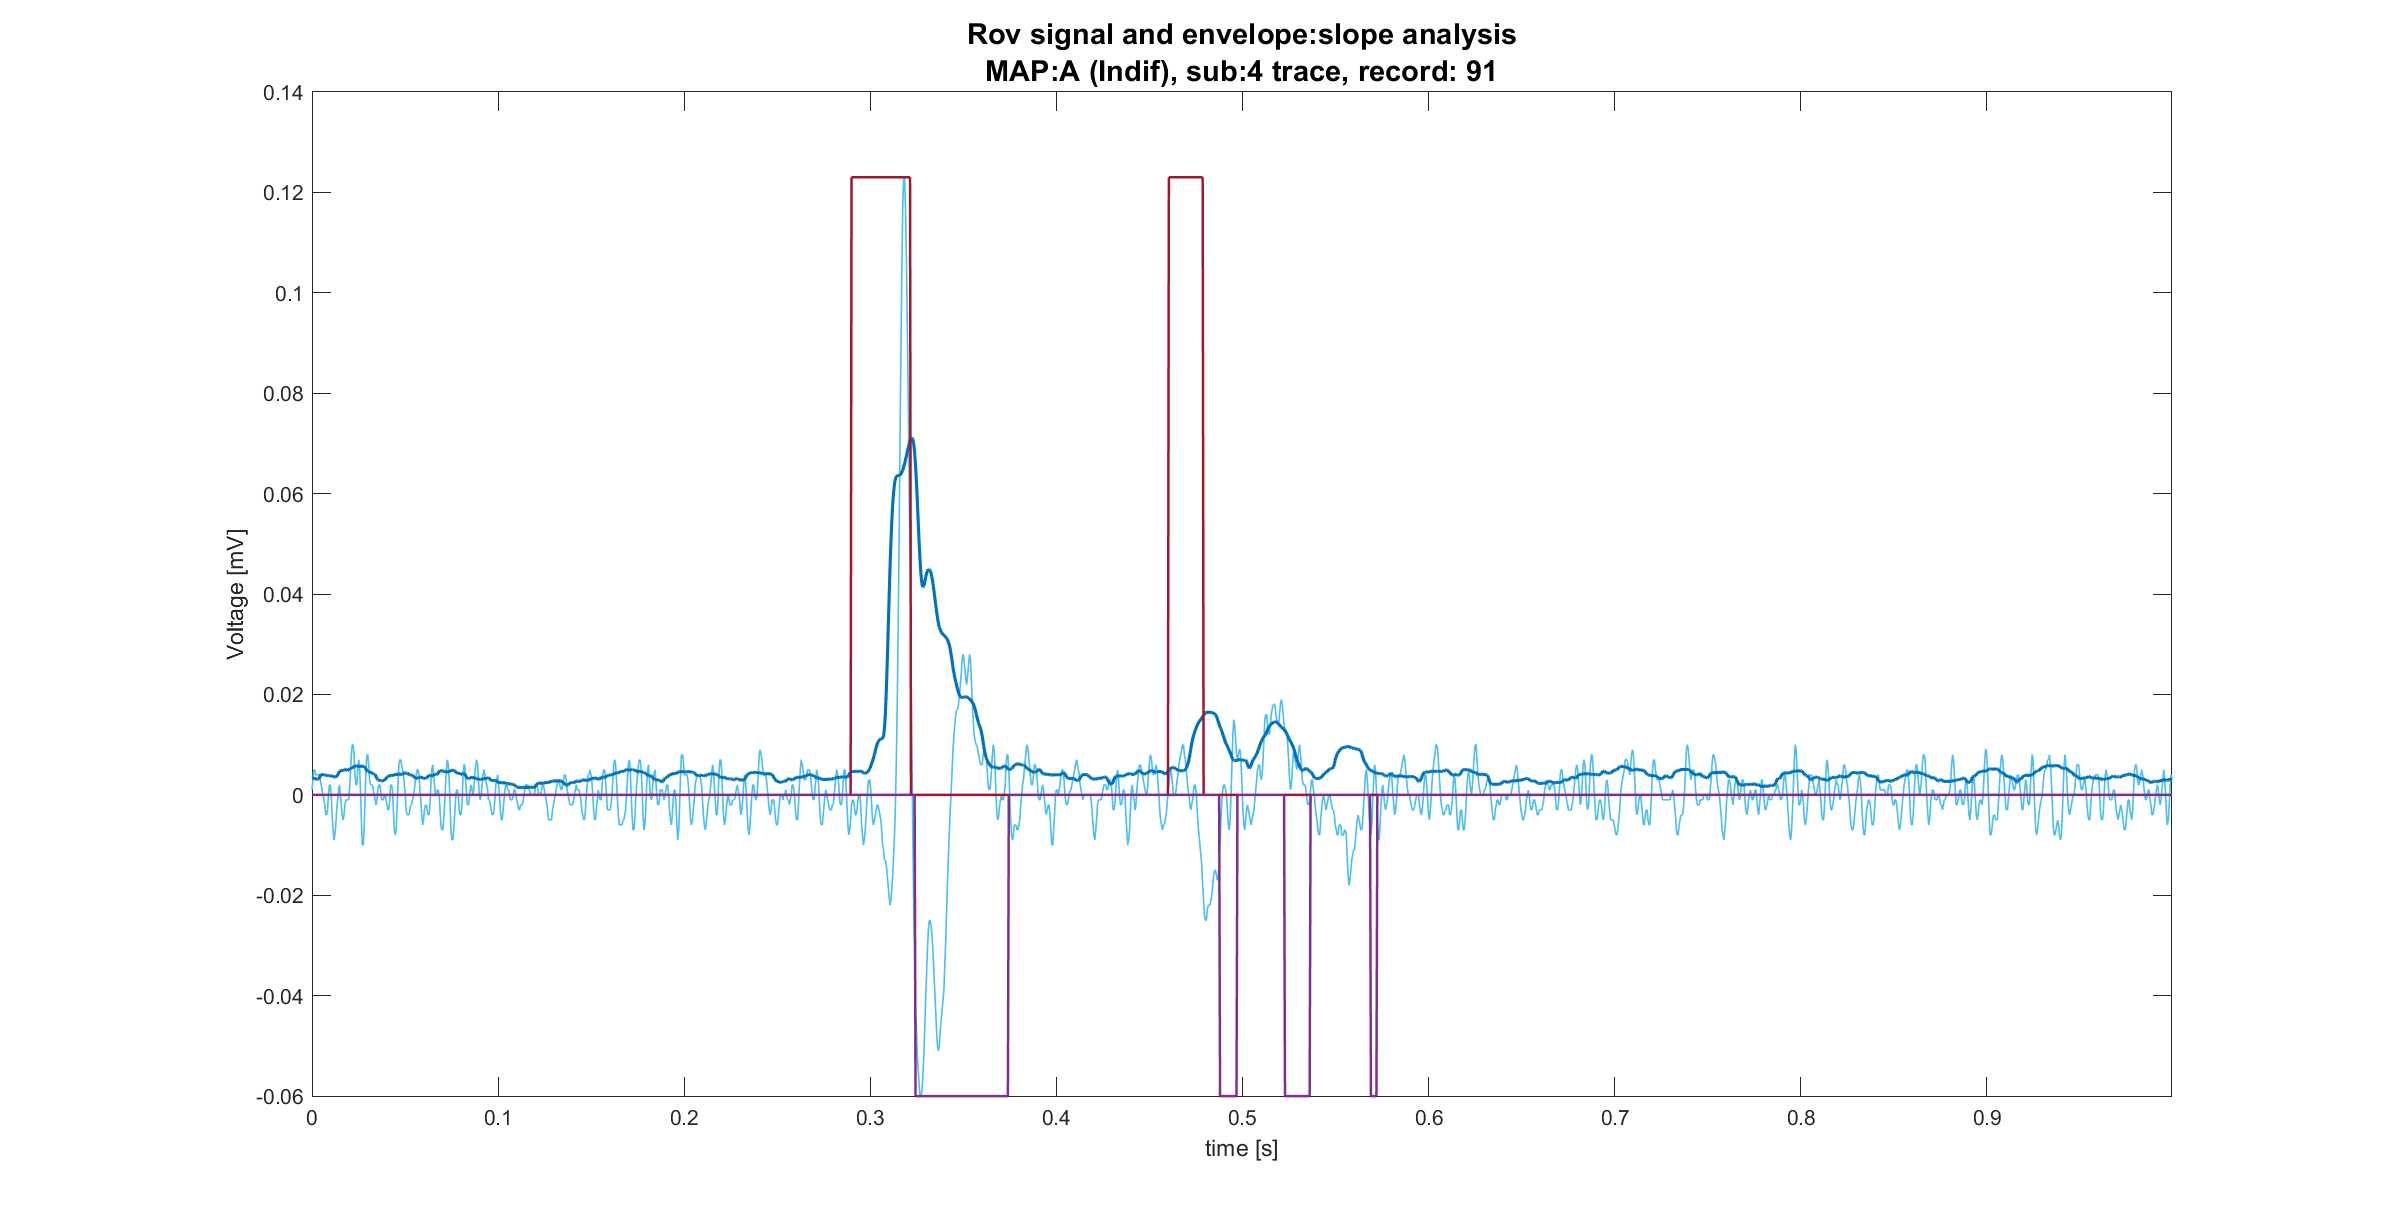 Rov signal and envelope:slope analysis
MAP:A (Indif), sub:4 trace, record: 91
0.14
0.12
0.1
0.08
0.06
0.04
0.02
0
-0.02
-0.04
-0.06
Voltage [mV]
0 0.1 0.2 0.3 0.4 0.5 0.6 0.7 0.8 0.9
time [s]